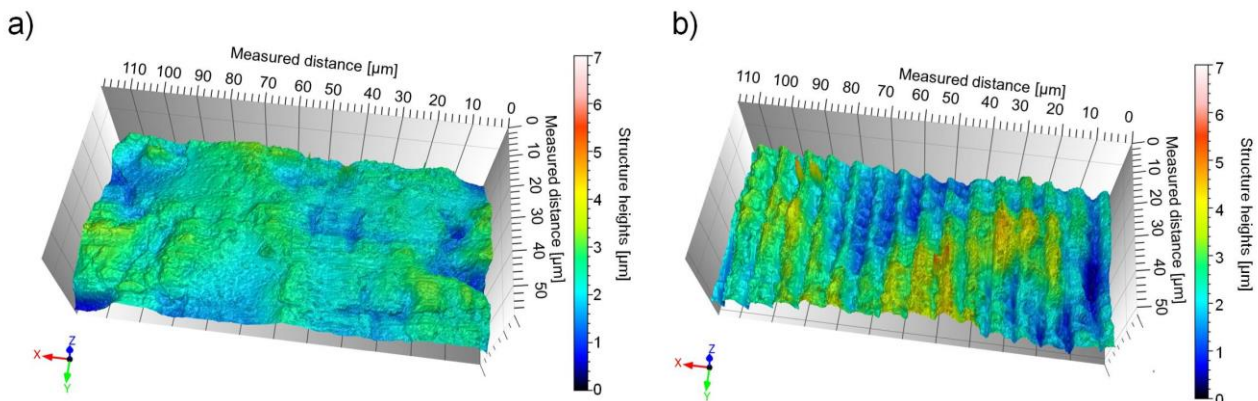 a)
Measured distance [µm]
110 100 90 80 70 60 50 40 30 20 10 0
0 10 20 30 40 50
Measured distance [µm]
7 6 5 4 3 2 1 0
Structure heights [µm]
X Z Y
b)
Measured distance [µm]
110 100 90 80 70 60 50 40 30 20 10 0
0 10 20 30 40 50
Measured distance [µm]
7 6 5 4 3 2 1 0
Structure heights [µm]
X Z Y